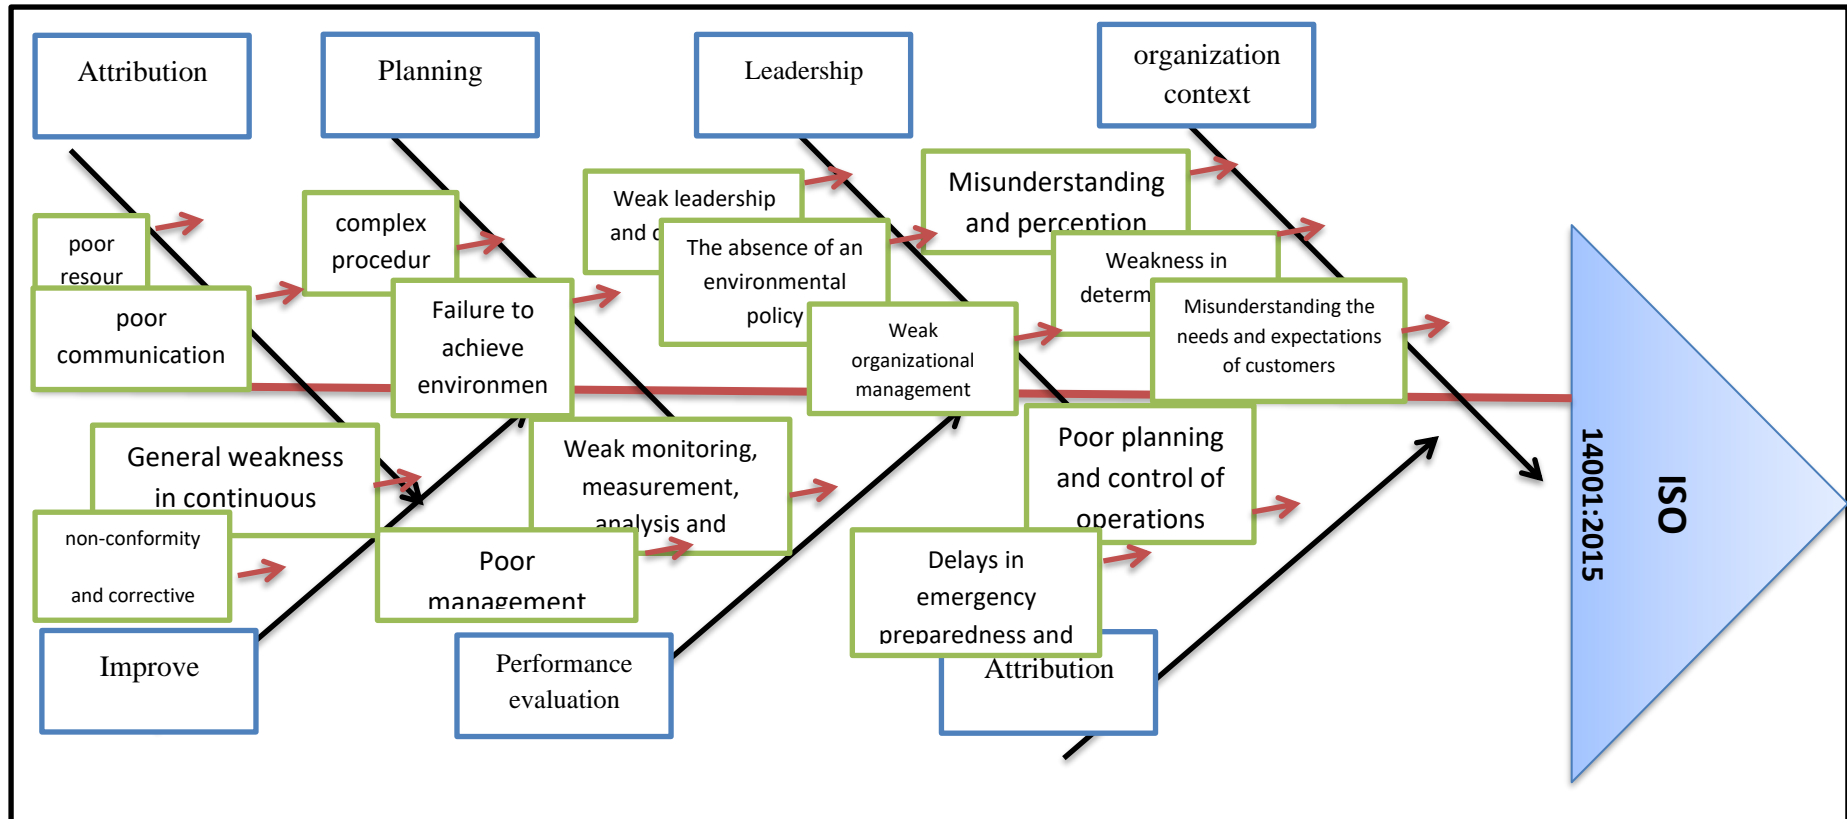 Attribution
Planning
Leadership
organization
context
poor
resour
poor
communication
complex
procedur
Failure to
achieve
environmen
Weak leadership
and
The absence of an
environmental
policy
Weak
organizational
management
Misunderstanding
and perception
Weakness in
determ
Misunderstanding the
needs and expectations
of customers
General weakness
in continuous
non-conformity
and corrective
Weak monitoring,
measurement,
analysis and
Poor
management
Poor planning
and control of
operations
Delays in
emergency
preparedness and
Improve
Performance
evaluation
Attribution
ISO
14001:2015